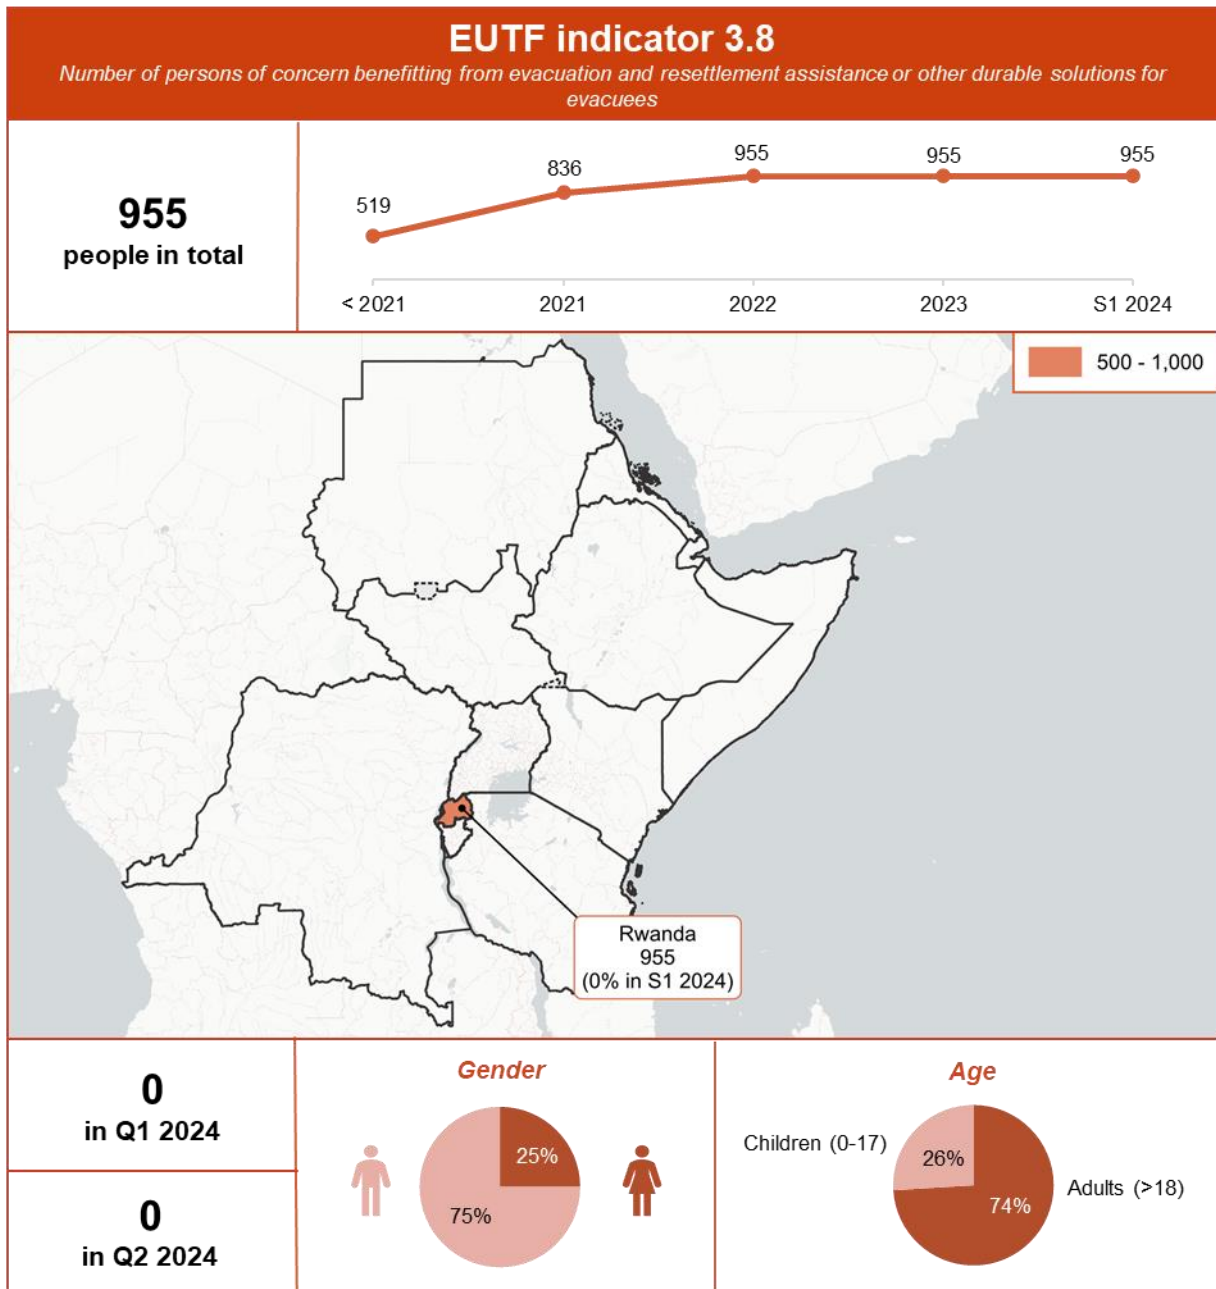 EUTF indicator 3.8
Number of persons of concern benefitting from evacuation and resettlement assistance or other durable solutions for
evacuees
955
people in total
519
836
955
955
955
< 2021
2021
2022
2023
S1 2024
500 - 1,000
Rwanda
955
(0% in S1 2024)
0
in Q1 2024
0
in Q2 2024
Gender
25%
75%
Age
Children (0-17)
26%
Adults (>18)
74%